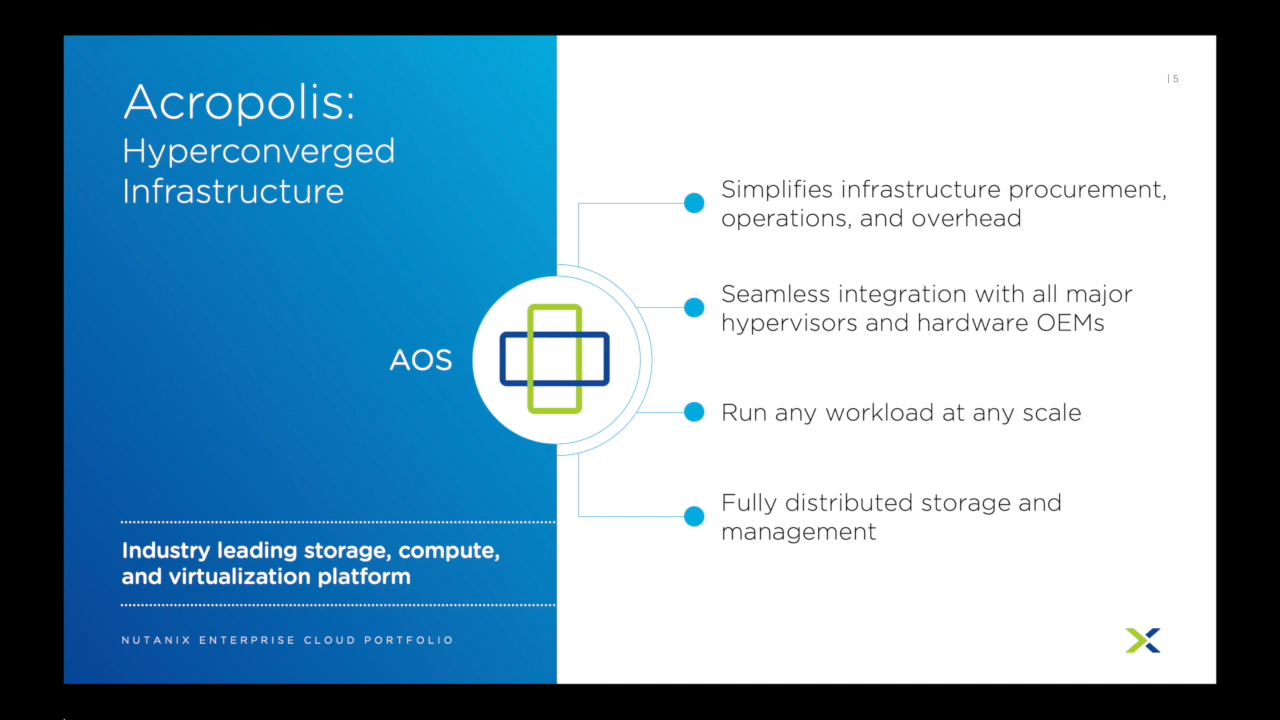 Acropolis:
Hyperconverged
Infrastructure
| 5
Simplifies infrastructure procurement,
operations, and overhead
Seamless integration with all major
hypervisors and hardware OEMs
AOS
Run any workload at any scale
Fully distributed storage and
management
Industry leading storage, compute,
and virtualization platform
NUTANIX ENTERPRISE CLOUD PORTFOLIO